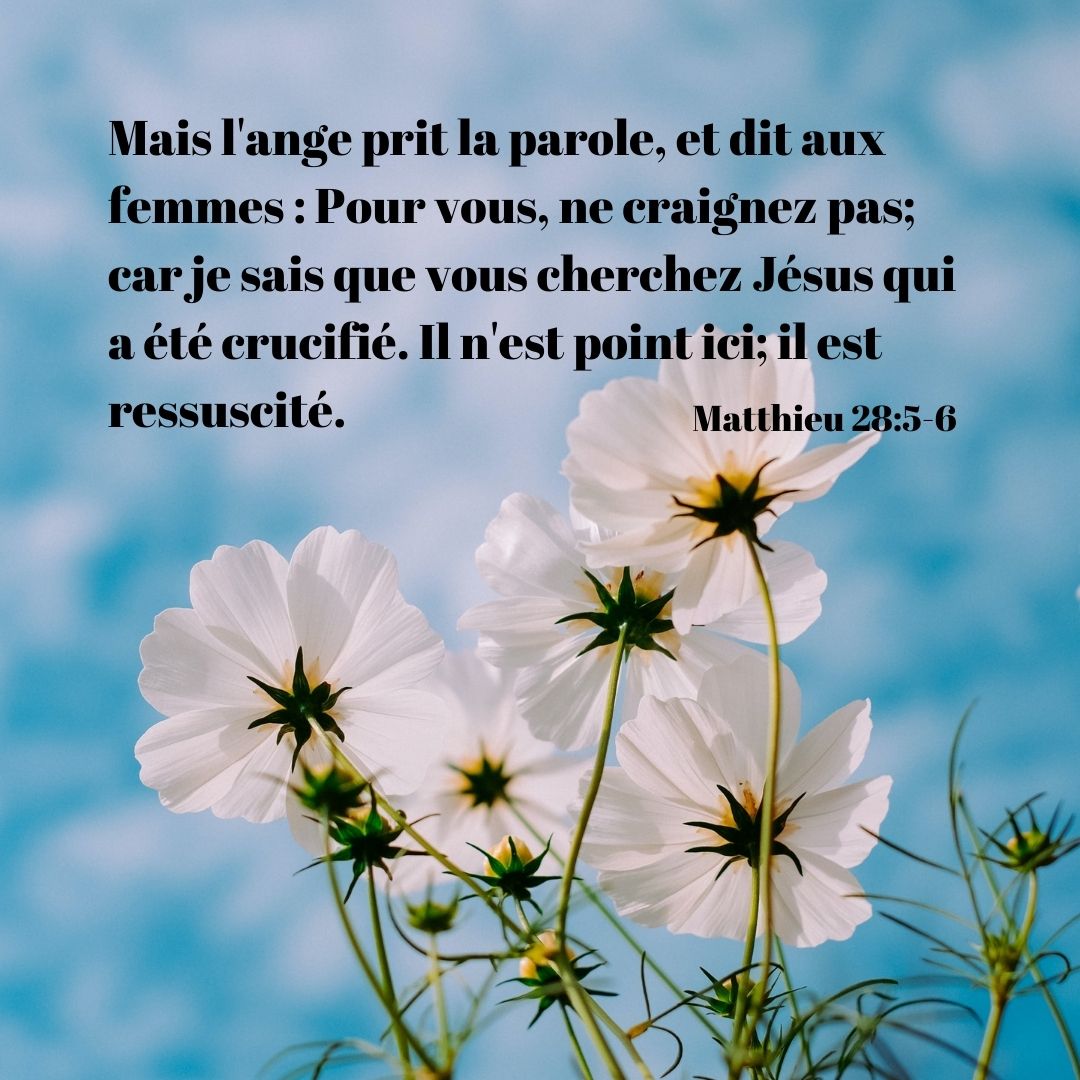 Mais l'ange prit la parole, et dit aux
femmes : Pour vous, ne craignez pas;
car je sais que vous cherchez Jésus qui
a été crucifié. Il n'est point ici; il est
ressuscité.
Matthieu 28:5-6